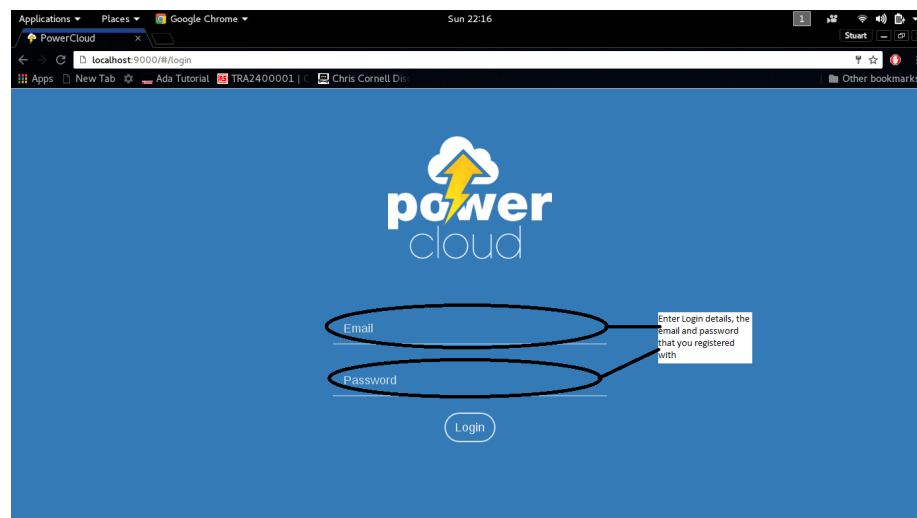 Applications Places Google Chrome Sun 22:16 1
PowerCloud × Stuart
localhost:9000/#/login
Apps New Tab Ada Tutorial RS TRA2400001 | Chris Cornell Dis Other bookmarks
power
cloud
Email
Enter Login details, the
email and password
that you registered
with
Password
Login